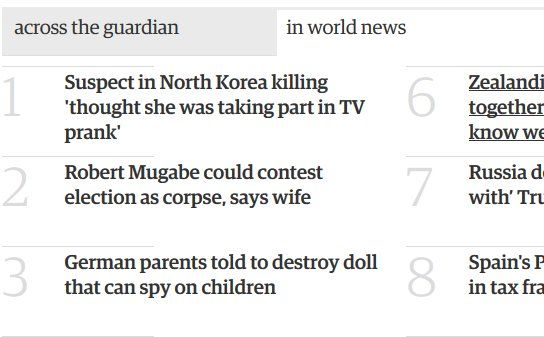 across the guardian
in world news
1
Suspect in North Korea killing
'thought she was taking part in TV
prank'
2
Robert Mugabe could contest
election as corpse, says wife
3
German parents told to destroy doll
that can spy on children
6
Zealandi
together
know we
7
Russia d
with’ Tru
8
Spain's P
in tax fra